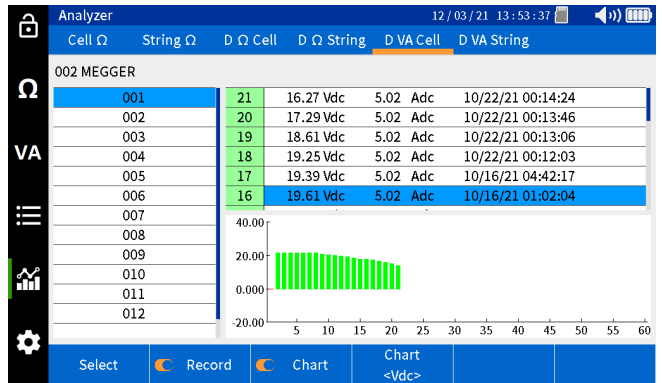 Analyzer 12/03/21 13:53:37
Cell Ω String Ω D Ω Cell D Ω String D VA Cell D VA String
002 MEGGER
Ω
VA
001
002
003
004
005
006
007
008
009
010
011
012
21 16.27 Vdc 5.02 Adc 10/22/21 00:14:24
20 17.29 Vdc 5.02 Adc 10/22/21 00:13:46
19 18.61 Vdc 5.02 Adc 10/22/21 00:13:06
18 19.25 Vdc 5.02 Adc 10/22/21 00:12:03
17 19.39 Vdc 5.02 Adc 10/16/21 04:42:17
16 19.61 Vdc 5.02 Adc 10/16/21 01:02:04
40.00
20.00
0.000
-20.00
5 10 15 20 25 30 35 40 45 50 55 60
Select Record Chart Chart
<Vdc>